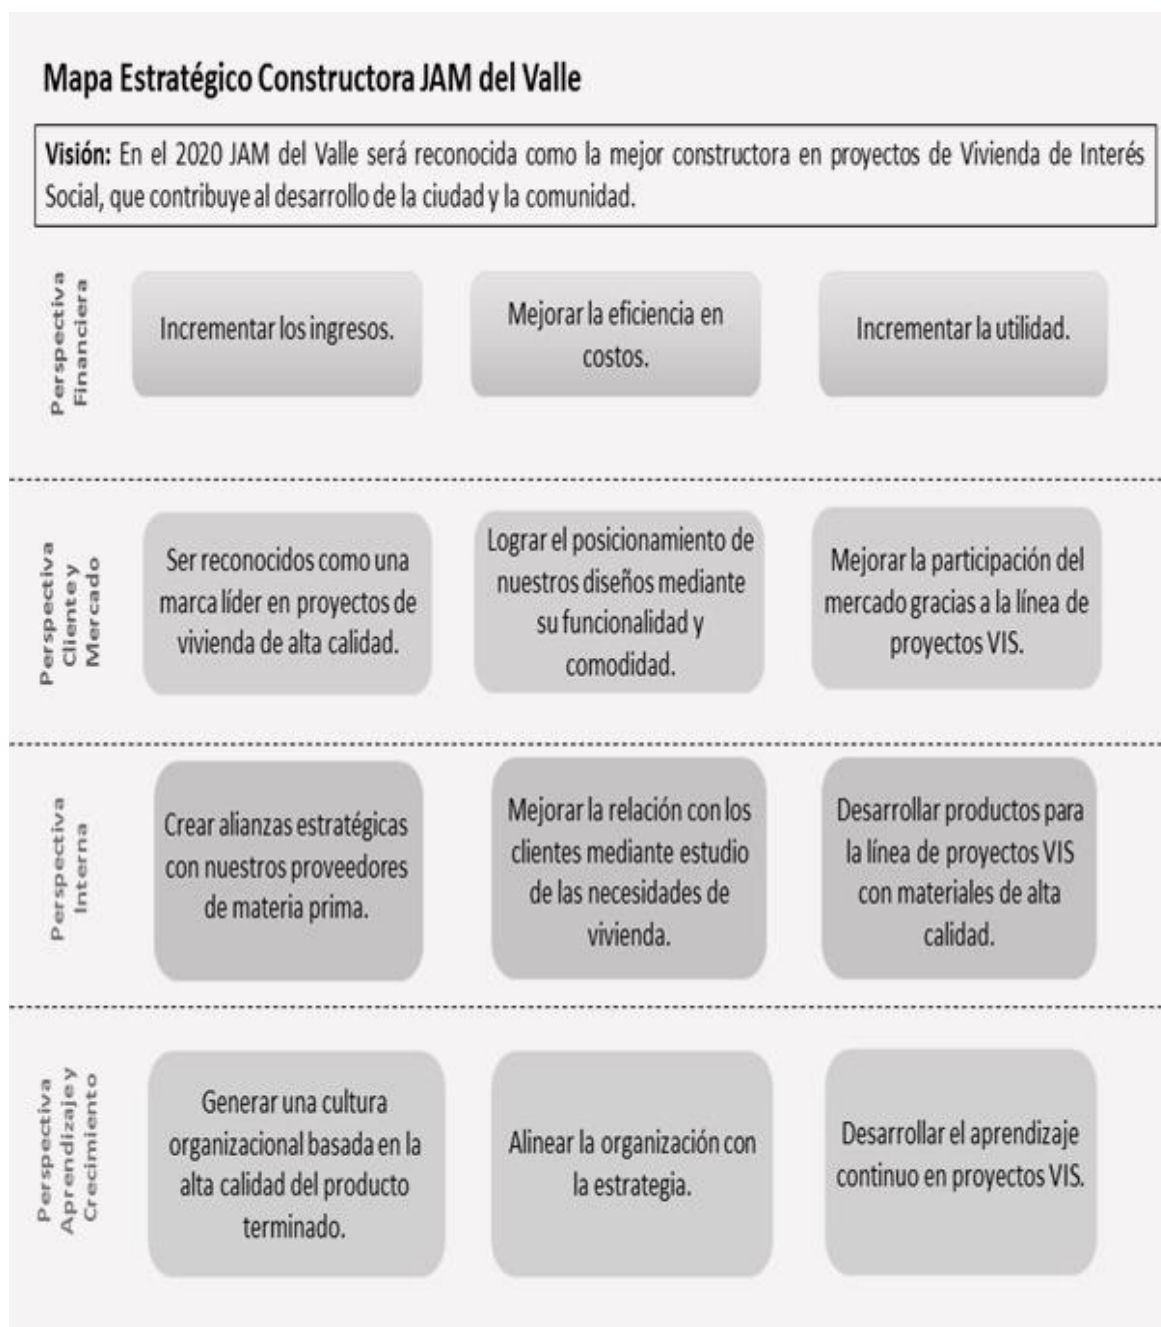 Mapa Estratégico Constructora JAM del Valle
Visión: En el 2020 JAM del Valle será reconocida como la mejor constructora en proyectos de Vivienda de Interés
Social, que contribuye al desarrollo de la ciudad y la comunidad.
Perspectiva
Financiera
Incrementar los ingresos.
Mejorar la eficiencia en
costos.
Incrementar la utilidad.
Perspectiva
Cliente y
Mercado
Ser reconocidos como una
marca líder en proyectos de
vivienda de alta calidad.
Lograr el posicionamiento de
nuestros diseños mediante
su funcionalidad y
comodidad.
Mejorar la participación del
mercado gracias a la línea de
proyectos VIS.
Perspectiva
Interna
Crear alianzas estratégicas
con nuestros proveedores
de materia prima.
Mejorar la relación con los
clientes mediante estudio
de las necesidades de
vivienda.
Desarrollar productos para
la línea de proyectos VIS
con materiales de alta
calidad.
Perspectiva
Aprendizaje y
Crecimiento
Generar una cultura
organizacional basada en la
alta calidad del producto
terminado.
Alinear la organización con
la estrategia.
Desarrollar el aprendizaje
continuo en proyectos VIS.